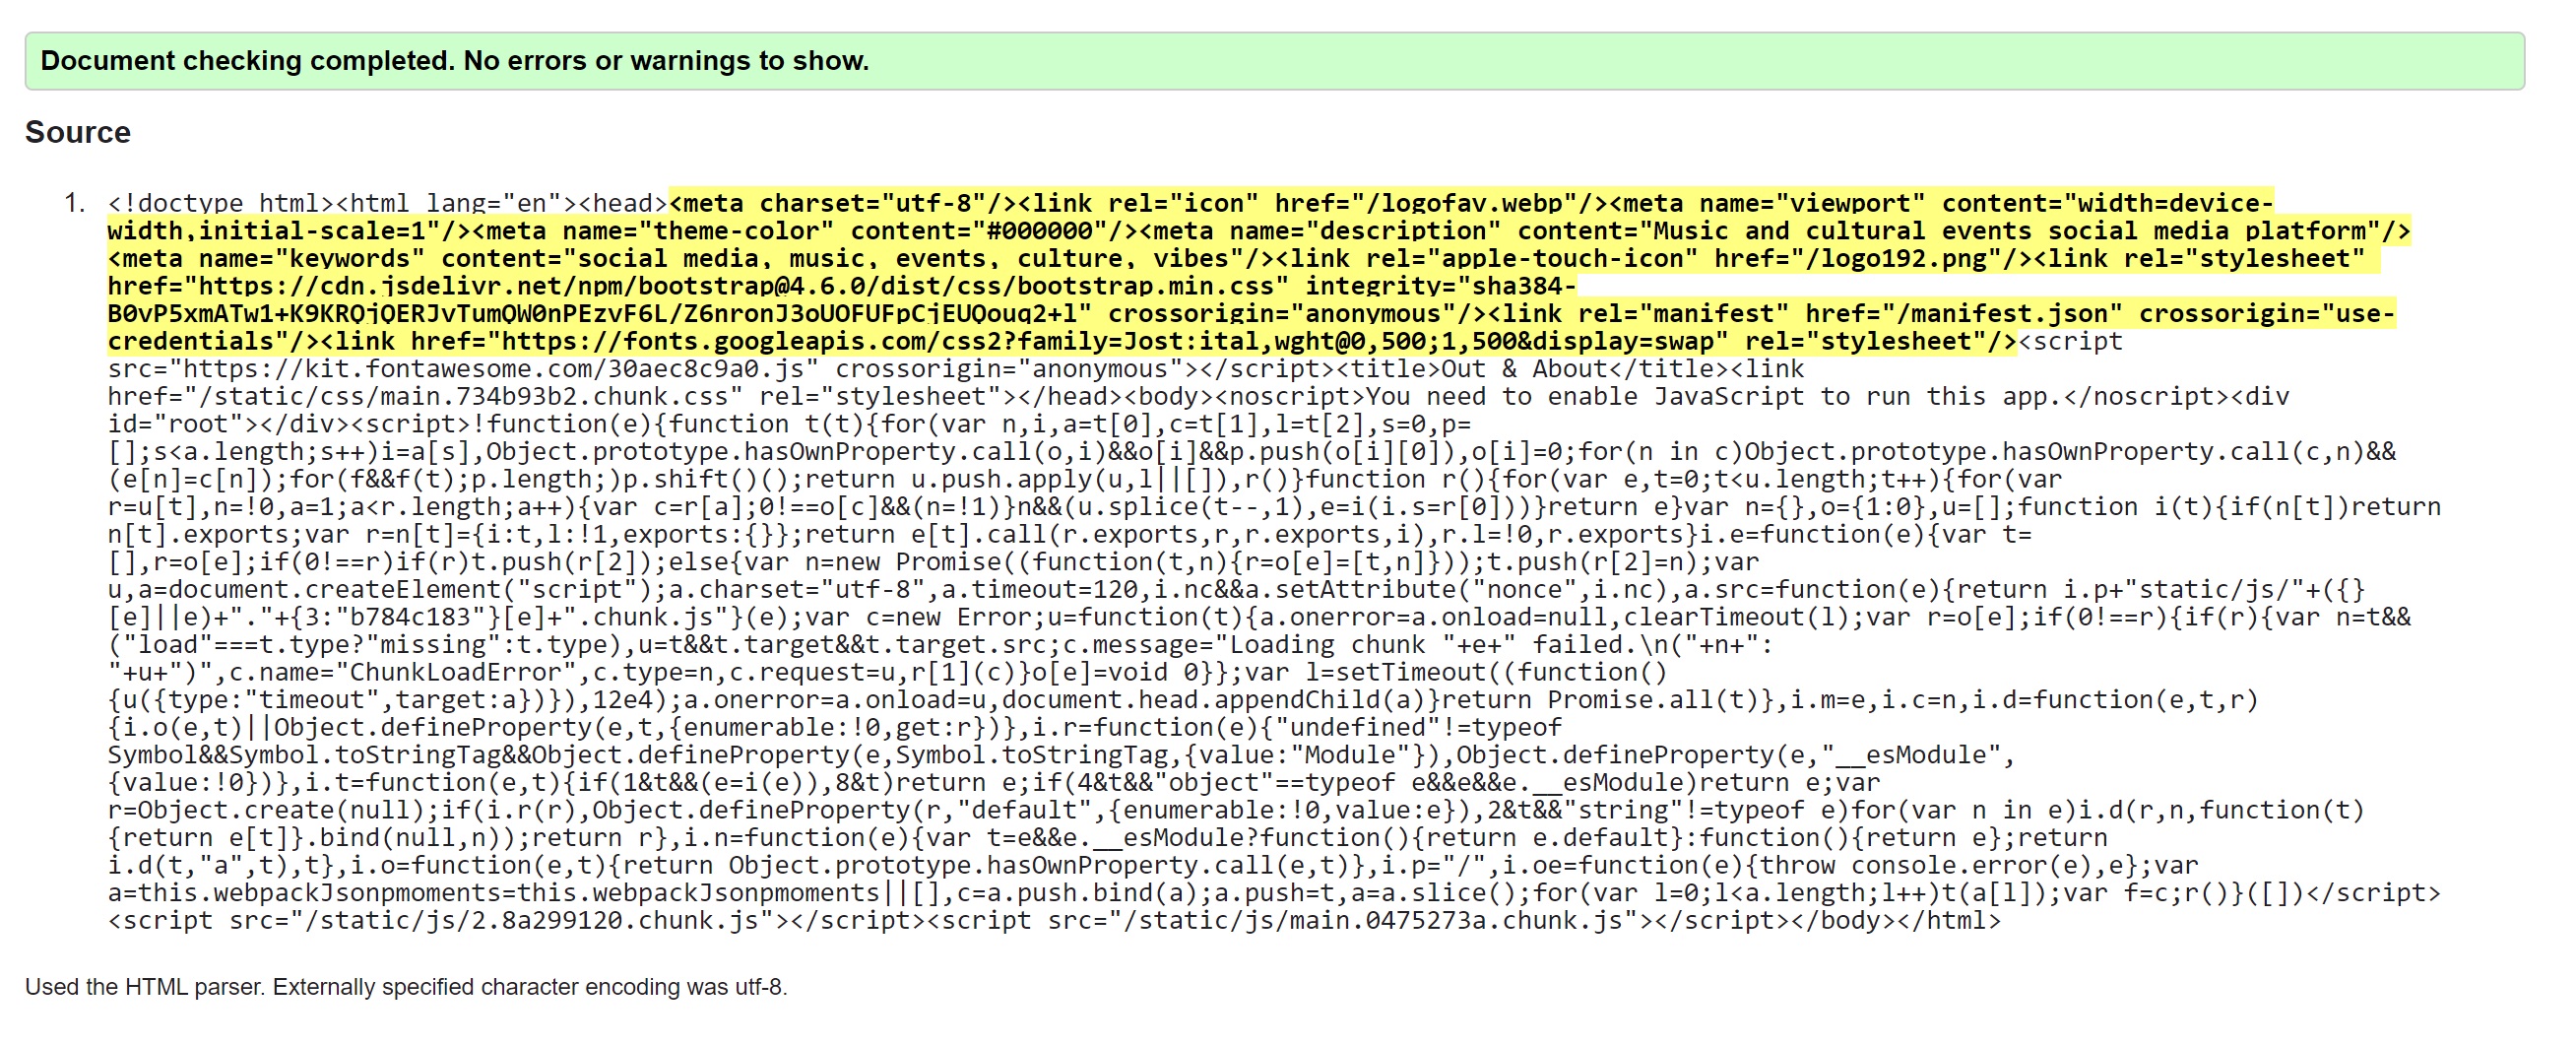 Document checking completed. No errors or warnings to show.
Source
1. <!doctype html><html lang="en"><head><meta charset="utf-8"/><link rel="icon" href="/logofav.webp"/><meta name="viewport" content="width=device-
width,initial-scale=1"/><meta name="theme-color" content="#000000"/><meta name="description" content="Music and cultural events social media platform"/>
<meta name="keywords" content="social media, music, events, culture, vibes"/><link rel="apple-touch-icon" href="/logo192.png"/><link rel="stylesheet"
href="https://cdn.jsdelivr.net/npm/bootstrap@4.6.0/dist/css/bootstrap.min.css" integrity="sha384-
B0vP5xmATw1+K9KRQjQERJvTumQW0nPEzvF6L/Z6nronJ3oUOFUFpCjEUQouq2+l" crossorigin="anonymous"/><link rel="manifest" href="/manifest.json" crossorigin="use-
credentials"/><link href="https://fonts.googleapis.com/css2?family=Jost:ital,wght@0,500;1,500&display=swap" rel="stylesheet"/><script
src="https://kit.fontawesome.com/30aec8c9a0.js" crossorigin="anonymous"></script><title>Out & About</title><link
href="/static/css/main.734b93b2.chunk.css" rel="stylesheet"></head><body><noscript>You need to enable JavaScript to run this app.</noscript><div
id="root"></div><script>!function(e){function t(t){for(var n,i,a=t[0],c=t[1],l=t[2],s=0,p=
[];s<a.length;s++)i=a[s],Object.prototype.hasOwnProperty.call(o,i)&&o[i]&&p.push(o[i][0]),o[i]=0;for(n in c)Object.prototype.hasOwnProperty.call(c,n)&&
(e[n]=c[n]);for(f&&f(t);p.length;)p.shift()();return u.push.apply(u,l||[]),r()}function r(){for(var e,t=0;t<u.length;t++){for(var
r=u[t],n=!0,a=1;a<r.length;a++){var c=r[a];0!==o[c]&&(n=!1)}n&&(u.splice(t--,1),e=i(i.s=r[0]))}return e}var n={},o={1:0},u=[];function i(t){if(n[t])return
n[t].exports;var r=n[t]={i:t,l:!1,exports:{}};return e[t].call(r.exports,r,r.exports,i),r.l=!0,r.exports}i.e=function(e){var t=
[],r=o[e];if(0!==r)if(r)t.push(r[2]);else{var n=new Promise((function(t,n){r=o[e]=[t,n]}));t.push(r[2]=n);var
u,a=document.createElement("script");a.charset="utf-8",a.timeout=120,i.nc&&a.setAttribute("nonce",i.nc),a.src=function(e){return i.p+"static/js/"+({}
[e]||e)+"."+{3:"b784c183"}[e]+".chunk.js"}(e);var c=new Error;u=function(t){a.onerror=a.onload=null,clearTimeout(l);var r=o[e];if(0!==r){if(r){var n=t&&
("load"===t.type?"missing":t.type),u=t&&t.target&&t.target.src;c.message="Loading chunk "+e+" failed.\n("+n+":
"+u+")",c.name="ChunkLoadError",c.type=n,c.request=u,r[1](c)}o[e]=void 0}};var l=setTimeout((function()
{u({type:"timeout",target:a})}),12e4);a.onerror=a.onload=u,document.head.appendChild(a)}return Promise.all(t)},i.m=e,i.c=n,i.d=function(e,t,r)
{i.o(e,t)||Object.defineProperty(e,t,{enumerable:!0,get:r})},i.r=function(e){"undefined"!=typeof
Symbol&&Symbol.toStringTag&&Object.defineProperty(e,Symbol.toStringTag,{value:"Module"}),Object.defineProperty(e,"__esModule",
{value:!0})},i.t=function(e,t){if(1&t&&(e=i(e)),8&t)return e;if(4&t&&"object"==typeof e&&e&&e.__esModule)return e;var
r=Object.create(null);if(i.r(r),Object.defineProperty(r,"default",{enumerable:!0,value:e}),2&t&&"string"!=typeof e)for(var n in e)i.d(r,n,function(t)
{return e[t]}.bind(null,n));return r},i.n=function(e){var t=e&&e.__esModule?function(){return e.default}:function(){return e};return
i.d(t,"a",t),t},i.o=function(e,t){return Object.prototype.hasOwnProperty.call(e,t)},i.p="/",i.oe=function(e){throw console.error(e),e};var
a=this.webpackJsonpmoments=this.webpackJsonpmoments||[],c=a.push.bind(a);a.push=t,a=a.slice();for(var l=0;l<a.length;l++)t(a[l]);var f=c;r()}([])</script>
<script src="/static/js/2.8a299120.chunk.js"></script><script src="/static/js/main.0475273a.chunk.js"></script></body></html>
Used the HTML parser. Externally specified character encoding was utf-8.